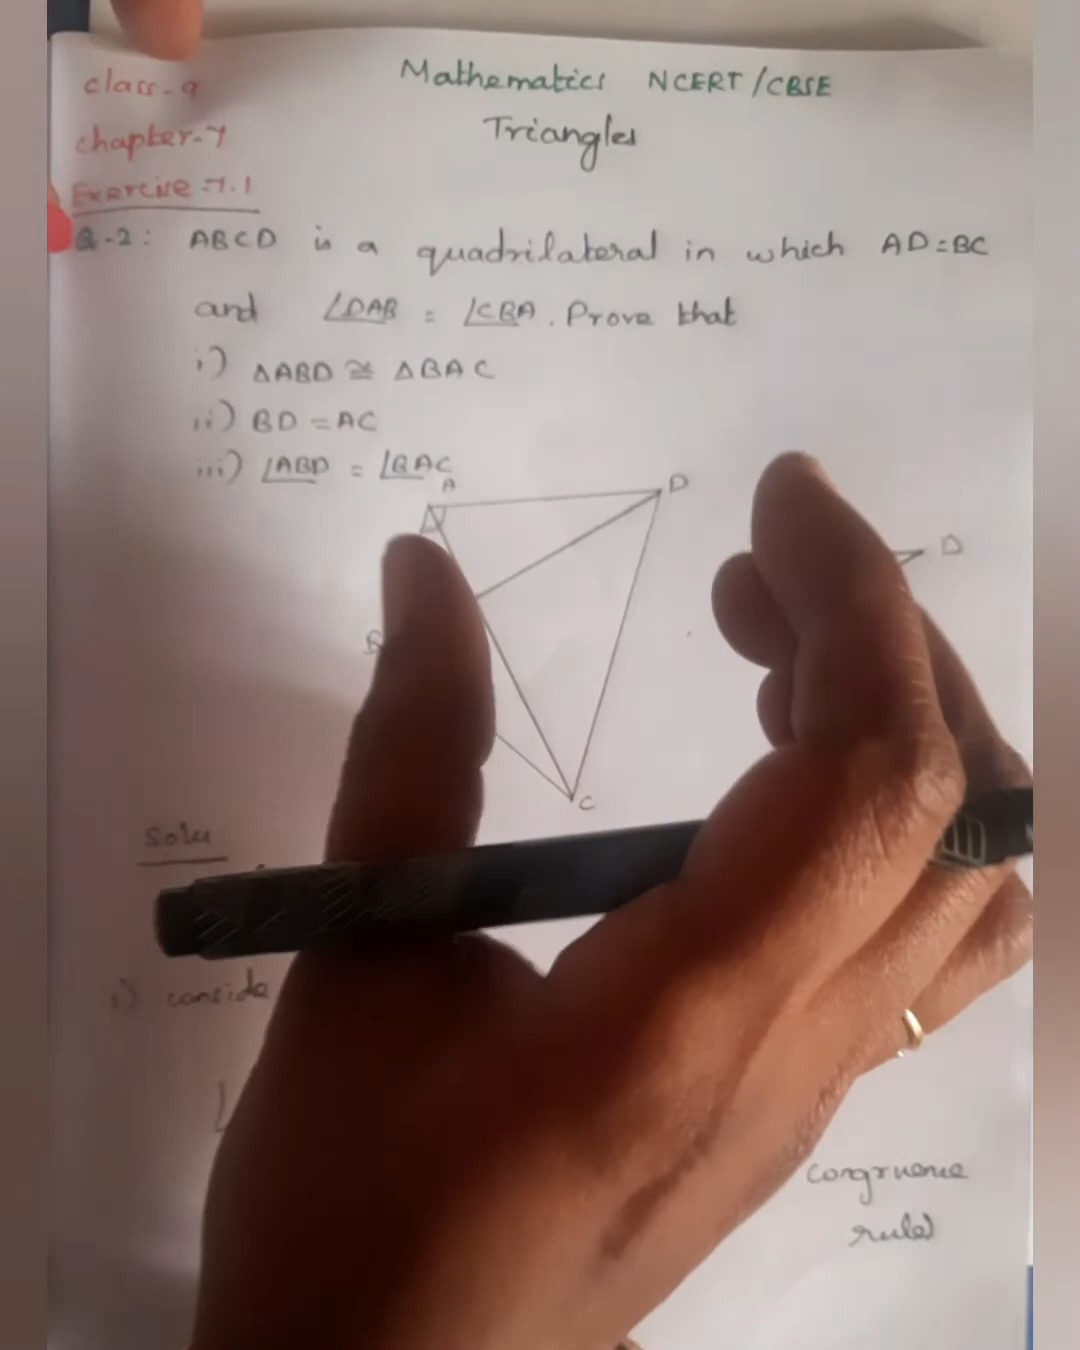 class-9
Mathematics NCERT/CBSE
chapter-7
Triangles
Exercise-7.1
Q-2: ABCD is a quadrilateral in which AD=BC
and ∠DAB = ∠CBA. Prove that
i) ΔABD ≅ ΔBAC
ii) BD = AC
iii) ∠ABD = ∠BAC
A
D
D
B
C
Solu
i) conside
congruence
rule)